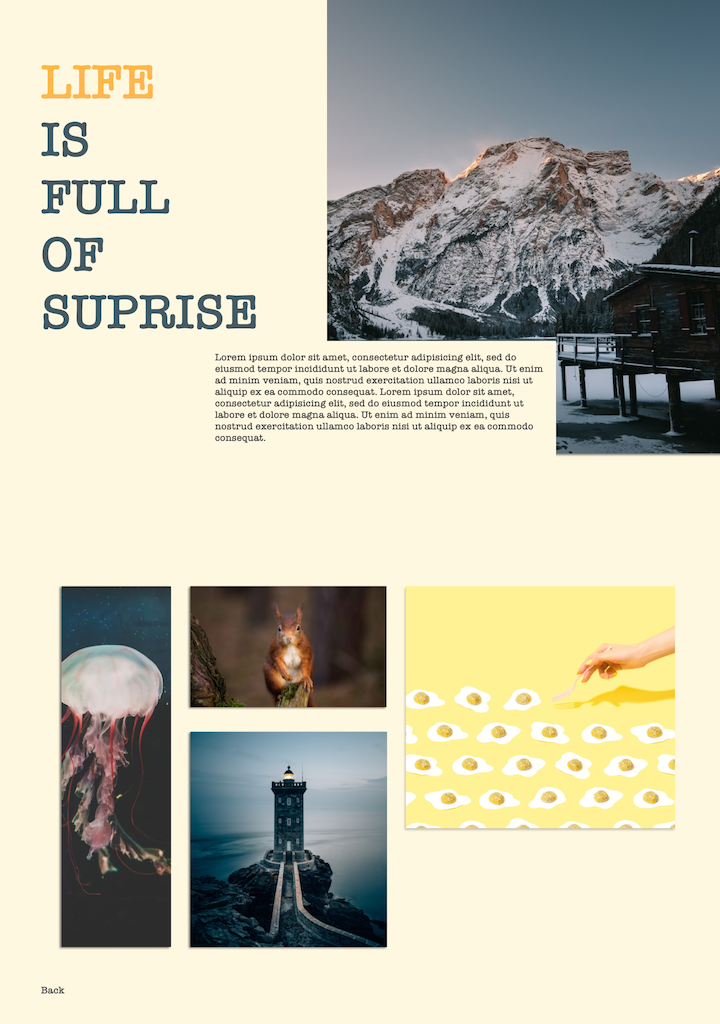 LIFE
IS
FULL
OF
SUPRISE
Lorem ipsum dolor sit amet, consectetur adipisicing elit, sed do
eiusmod tempor incididunt ut labore et dolore magna aliqua. Ut enim
ad minim veniam, quis nostrud exercitation ullamco laboris nisi ut
aliquip ex ea commodo consequat. Lorem ipsum dolor sit amet,
consectetur adipisicing elit, sed do eiusmod tempor incididunt ut
labore et dolore magna aliqua. Ut enim ad minim veniam, quis
nostrud exercitation ullamco laboris nisi ut aliquip ex ea commodo
consequat.
Back